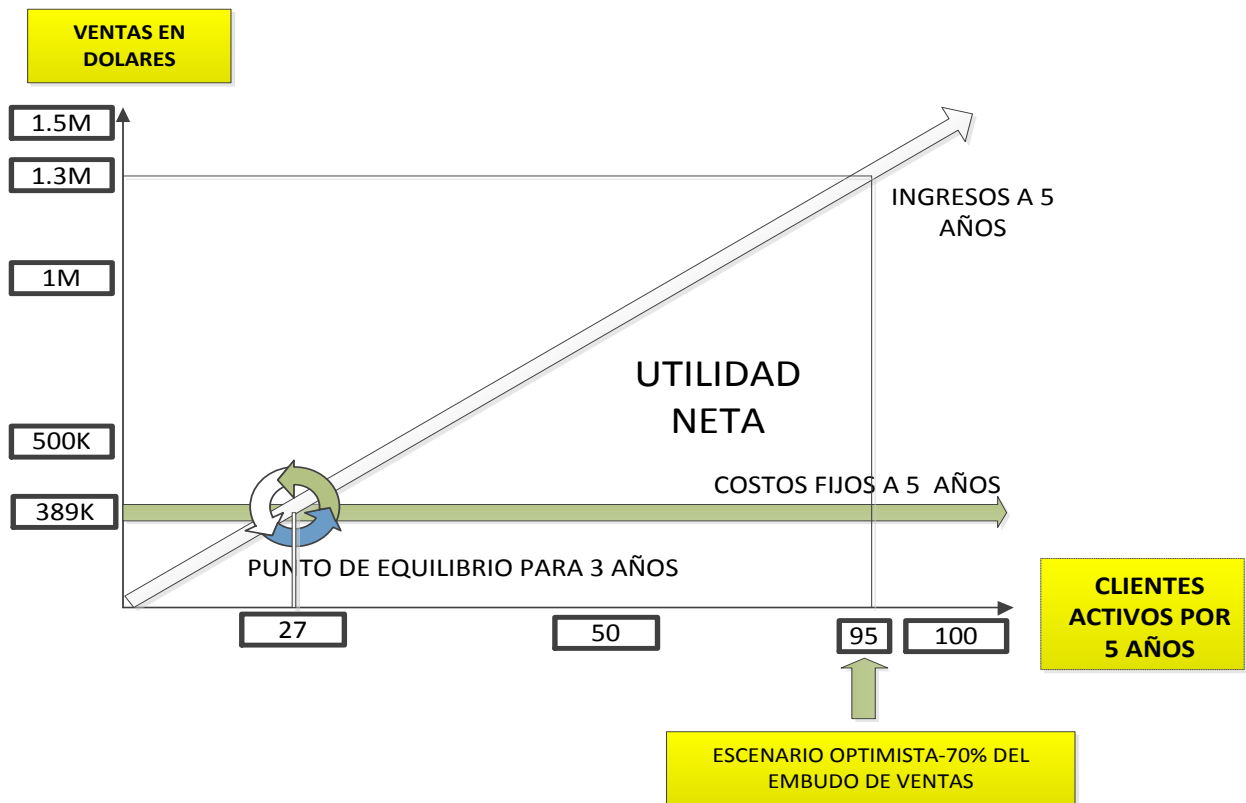 VENTAS EN
DOLARES
1.5M
1.3M
INGRESOS A 5
AÑOS
1M
UTILIDAD
NETA
500K
COSTOS FIJOS A 5 AÑOS
389K
PUNTO DE EQUILIBRIO PARA 3 AÑOS
27
50
95
100
CLIENTES
ACTIVOS POR
5 AÑOS
ESCENARIO OPTIMISTA-70% DEL
EMBUDO DE VENTAS